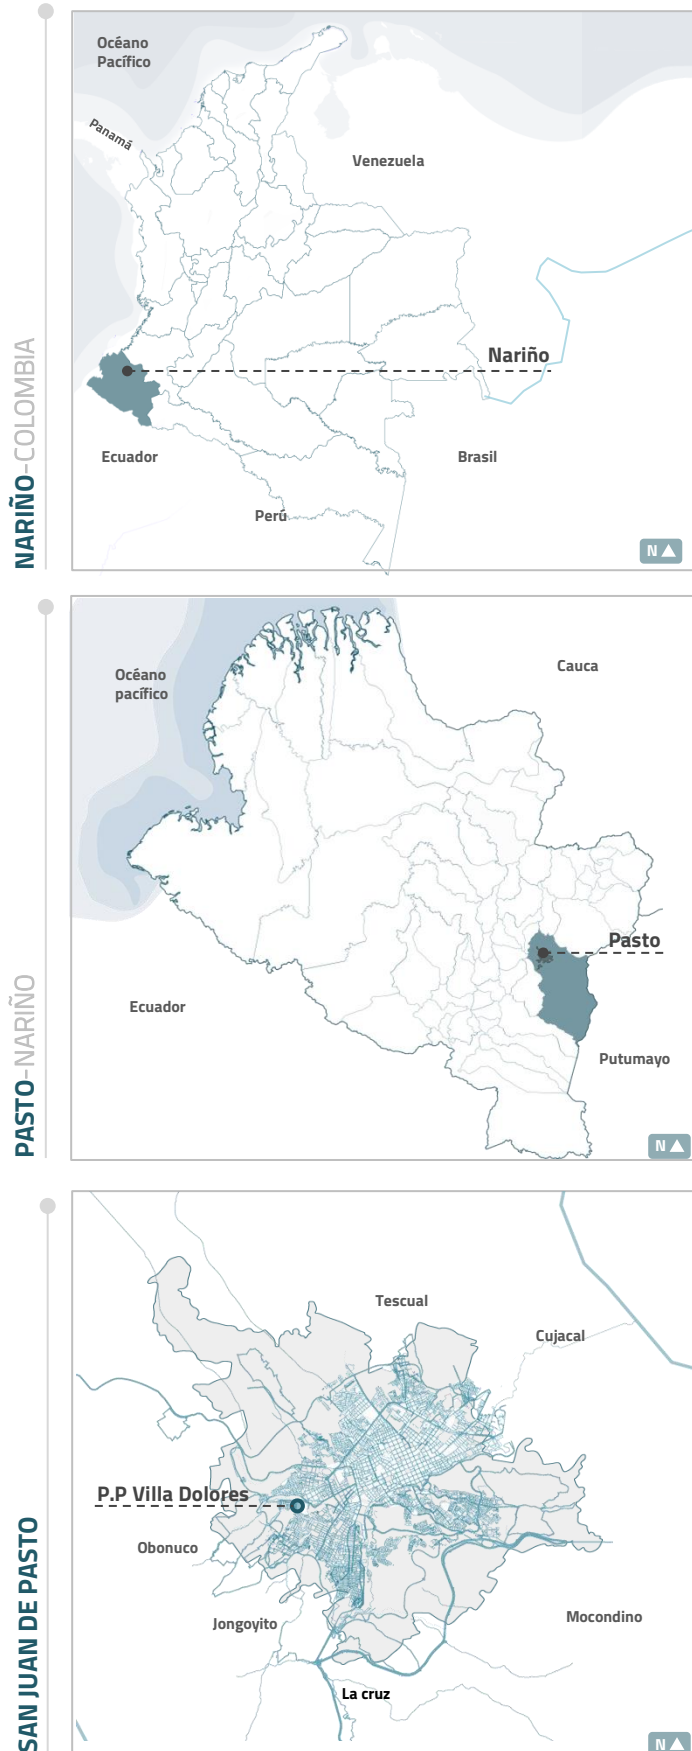 NARIÑO-COLOMBIA
Océano
Pacífico
Panamá
Venezuela
Nariño
Ecuador
Brasil
Perú
N
PASTO-NARIÑO
Océano
pacífico
Cauca
Pasto
Ecuador
Putumayo
N
SAN JUAN DE PASTO
Tescual
Cujacal
P.P Villa Dolores
Obonuco
Jongoyito
Mocondino
La cruz
N